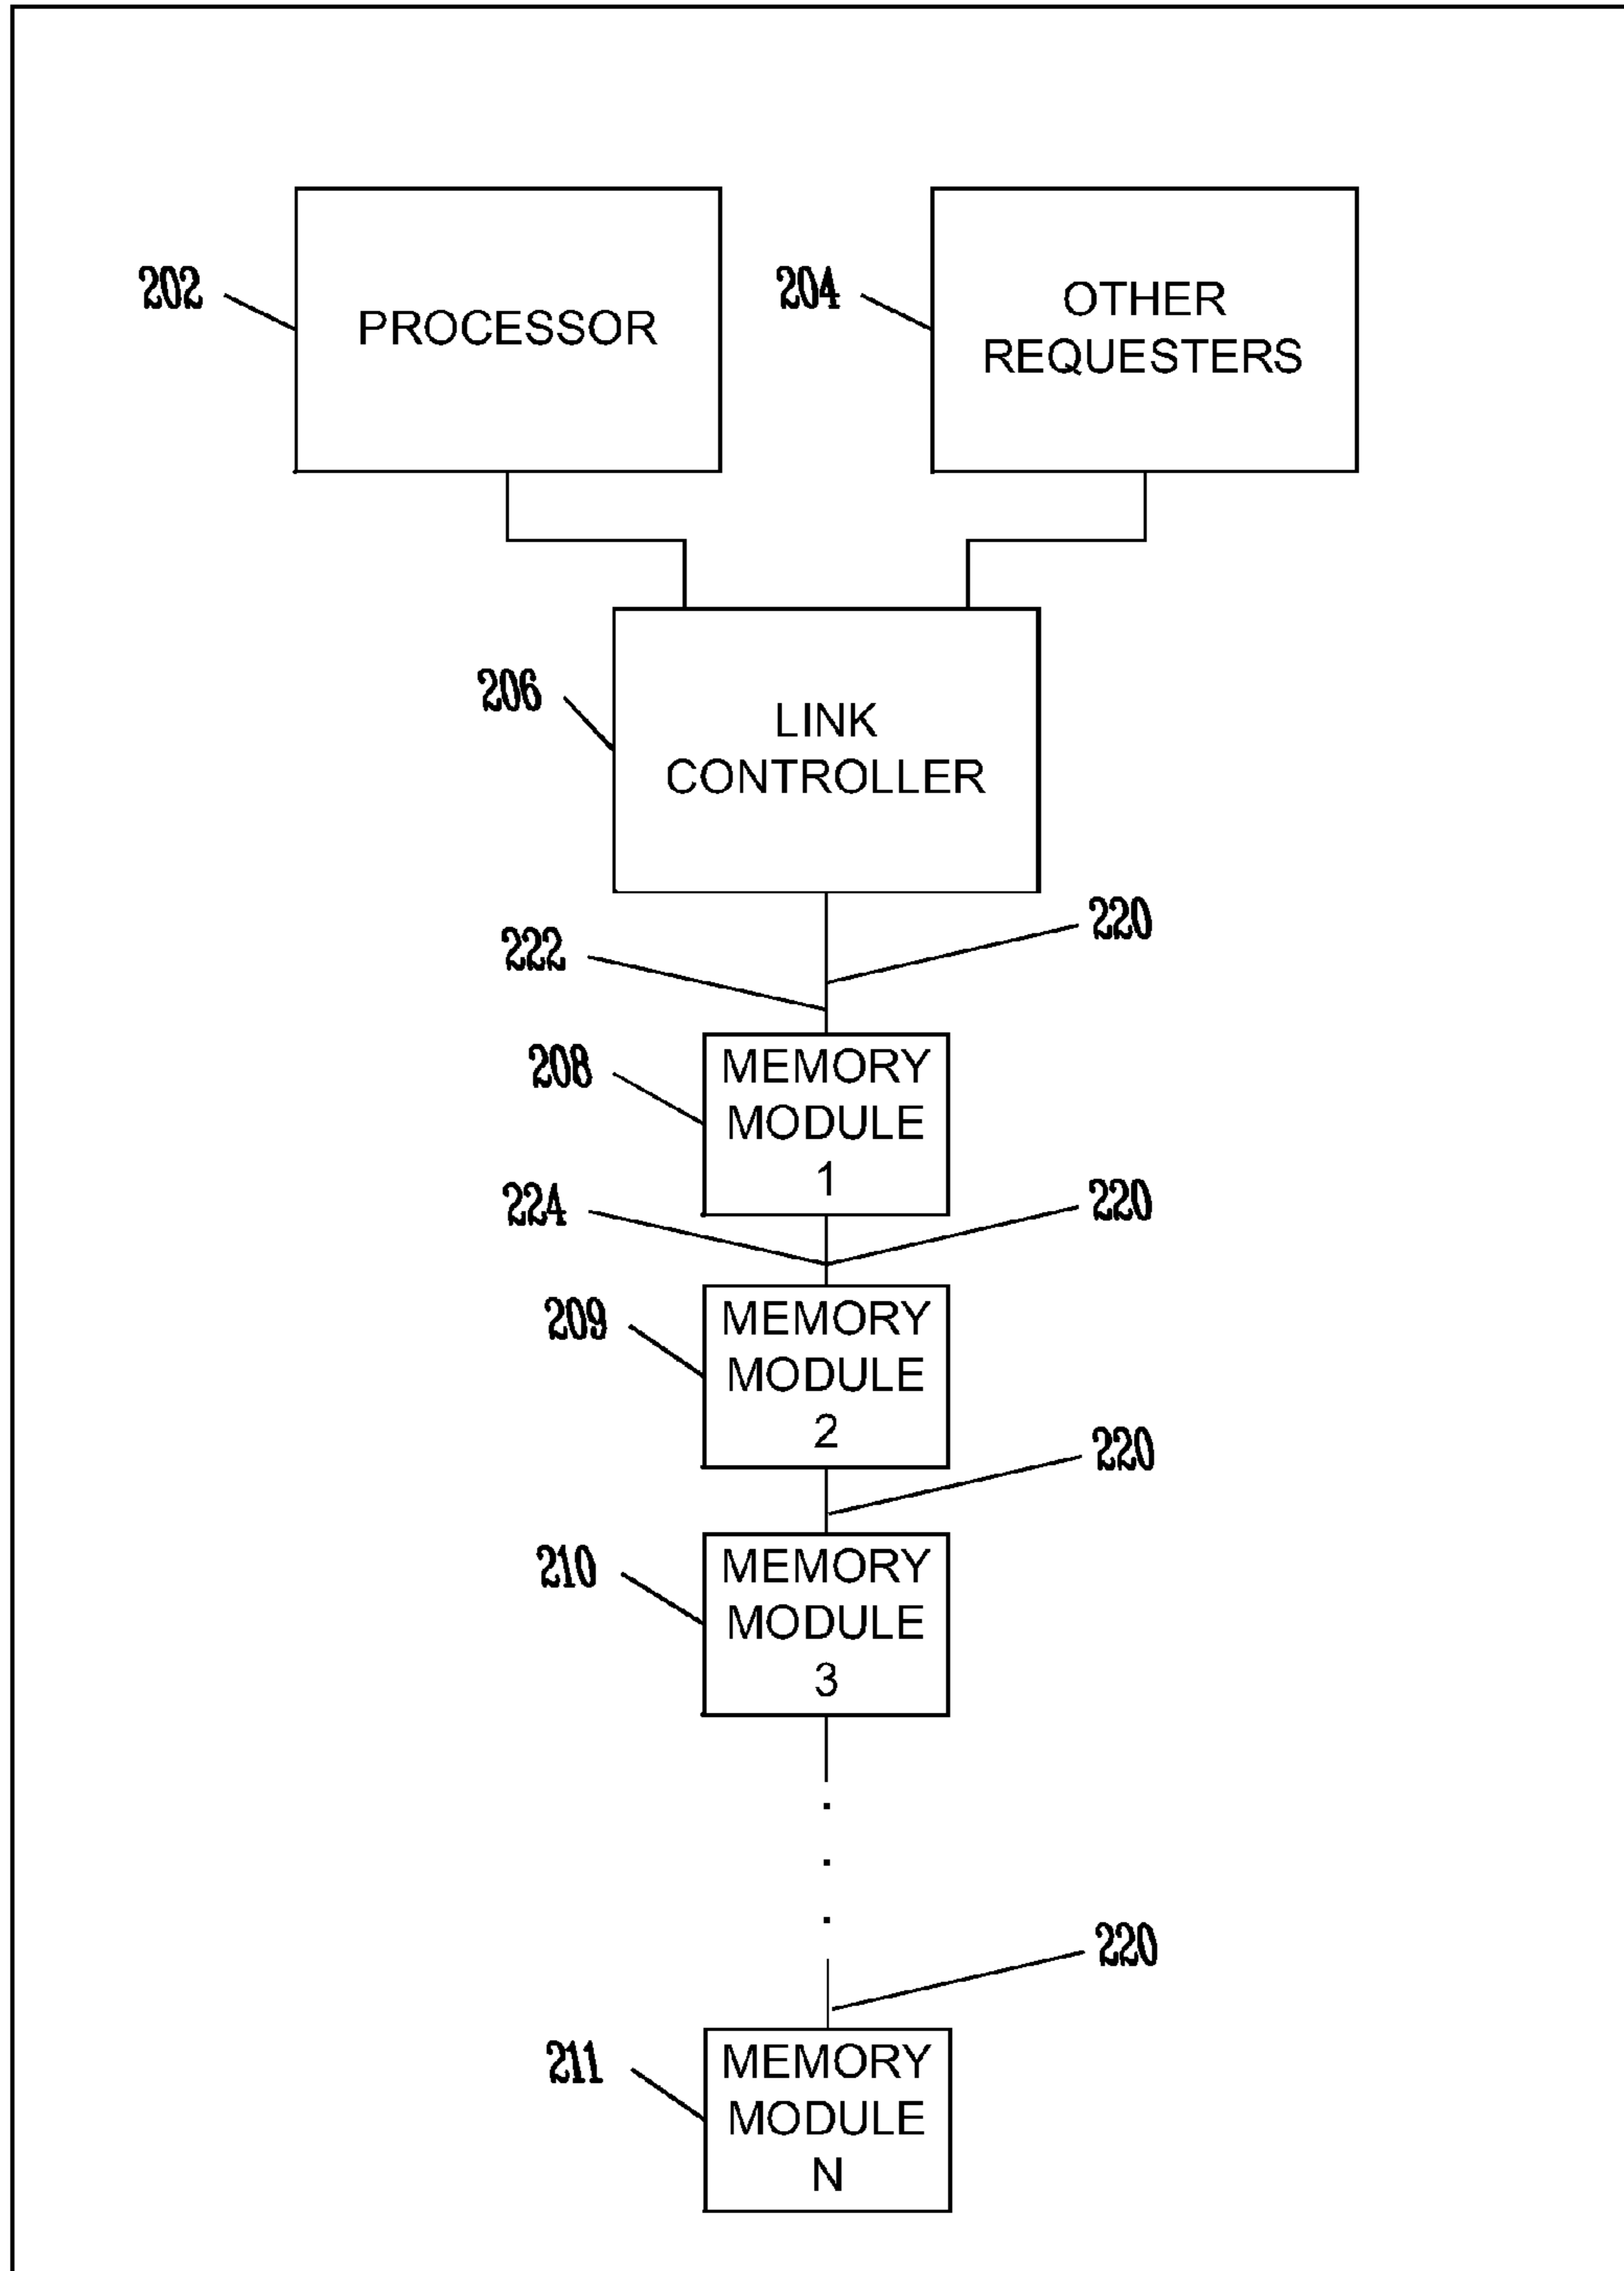 202
PROCESSOR
204
OTHER
REQUESTERS
206
LINK
CONTROLLER
220
222
208
MEMORY
MODULE
1
224
220
209
MEMORY
MODULE
2
220
210
MEMORY
MODULE
3
220
211
MEMORY
MODULE
N